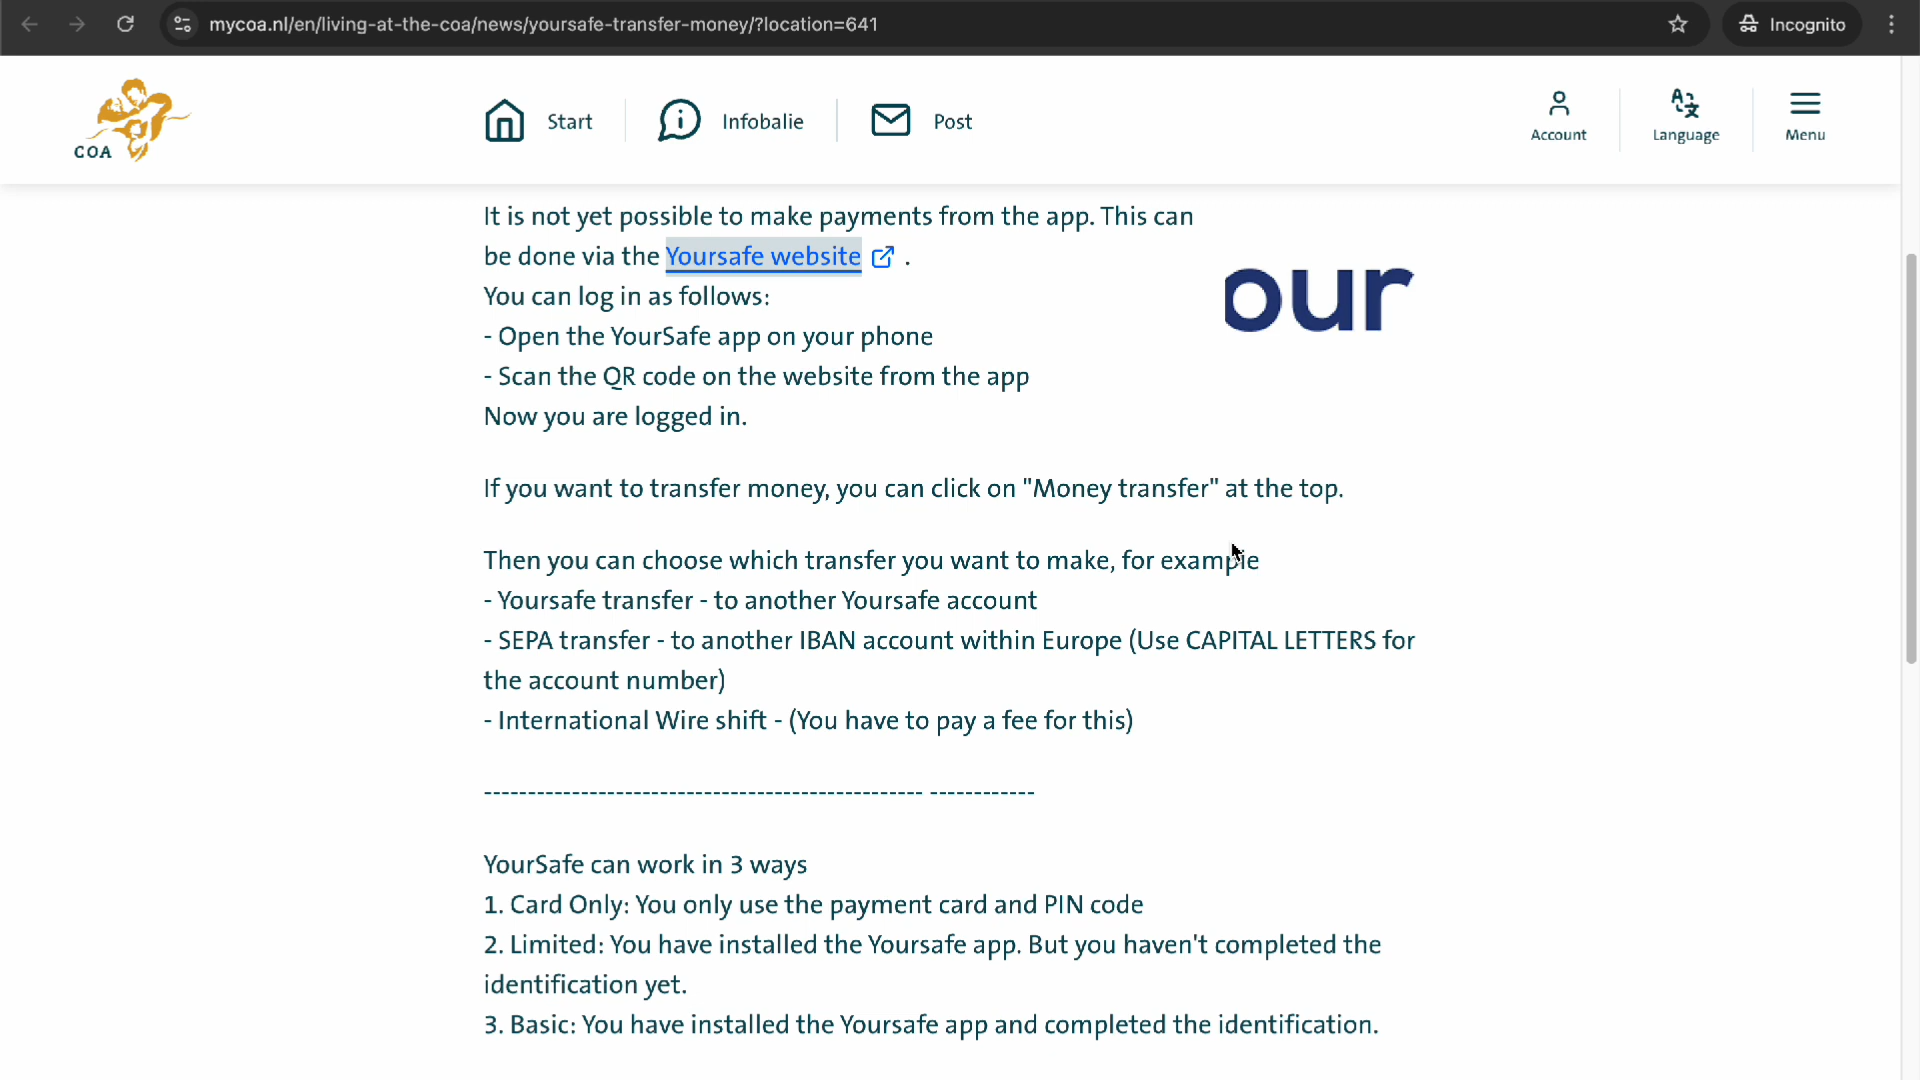 mycoa.nl/en/living-at-the-coa/news/yoursafe-transfer-money/?location=641
Incognito
COA
Start
Infobalie
Post
Account
Language
Menu
It is not yet possible to make payments from the app. This can
be done via the Yoursafe website .
our
You can log in as follows:
- Open the YourSafe app on your phone
- Scan the QR code on the website from the app
Now you are logged in.
If you want to transfer money, you can click on "Money transfer" at the top.
Then you can choose which transfer you want to make, for example
- Yoursafe transfer - to another Yoursafe account
- SEPA transfer - to another IBAN account within Europe (Use CAPITAL LETTERS for
the account number)
- International Wire shift - (You have to pay a fee for this)
-------------------------------------------------- ------------
YourSafe can work in 3 ways
1. Card Only: You only use the payment card and PIN code
2. Limited: You have installed the Yoursafe app. But you haven't completed the
identification yet.
3. Basic: You have installed the Yoursafe app and completed the identification.